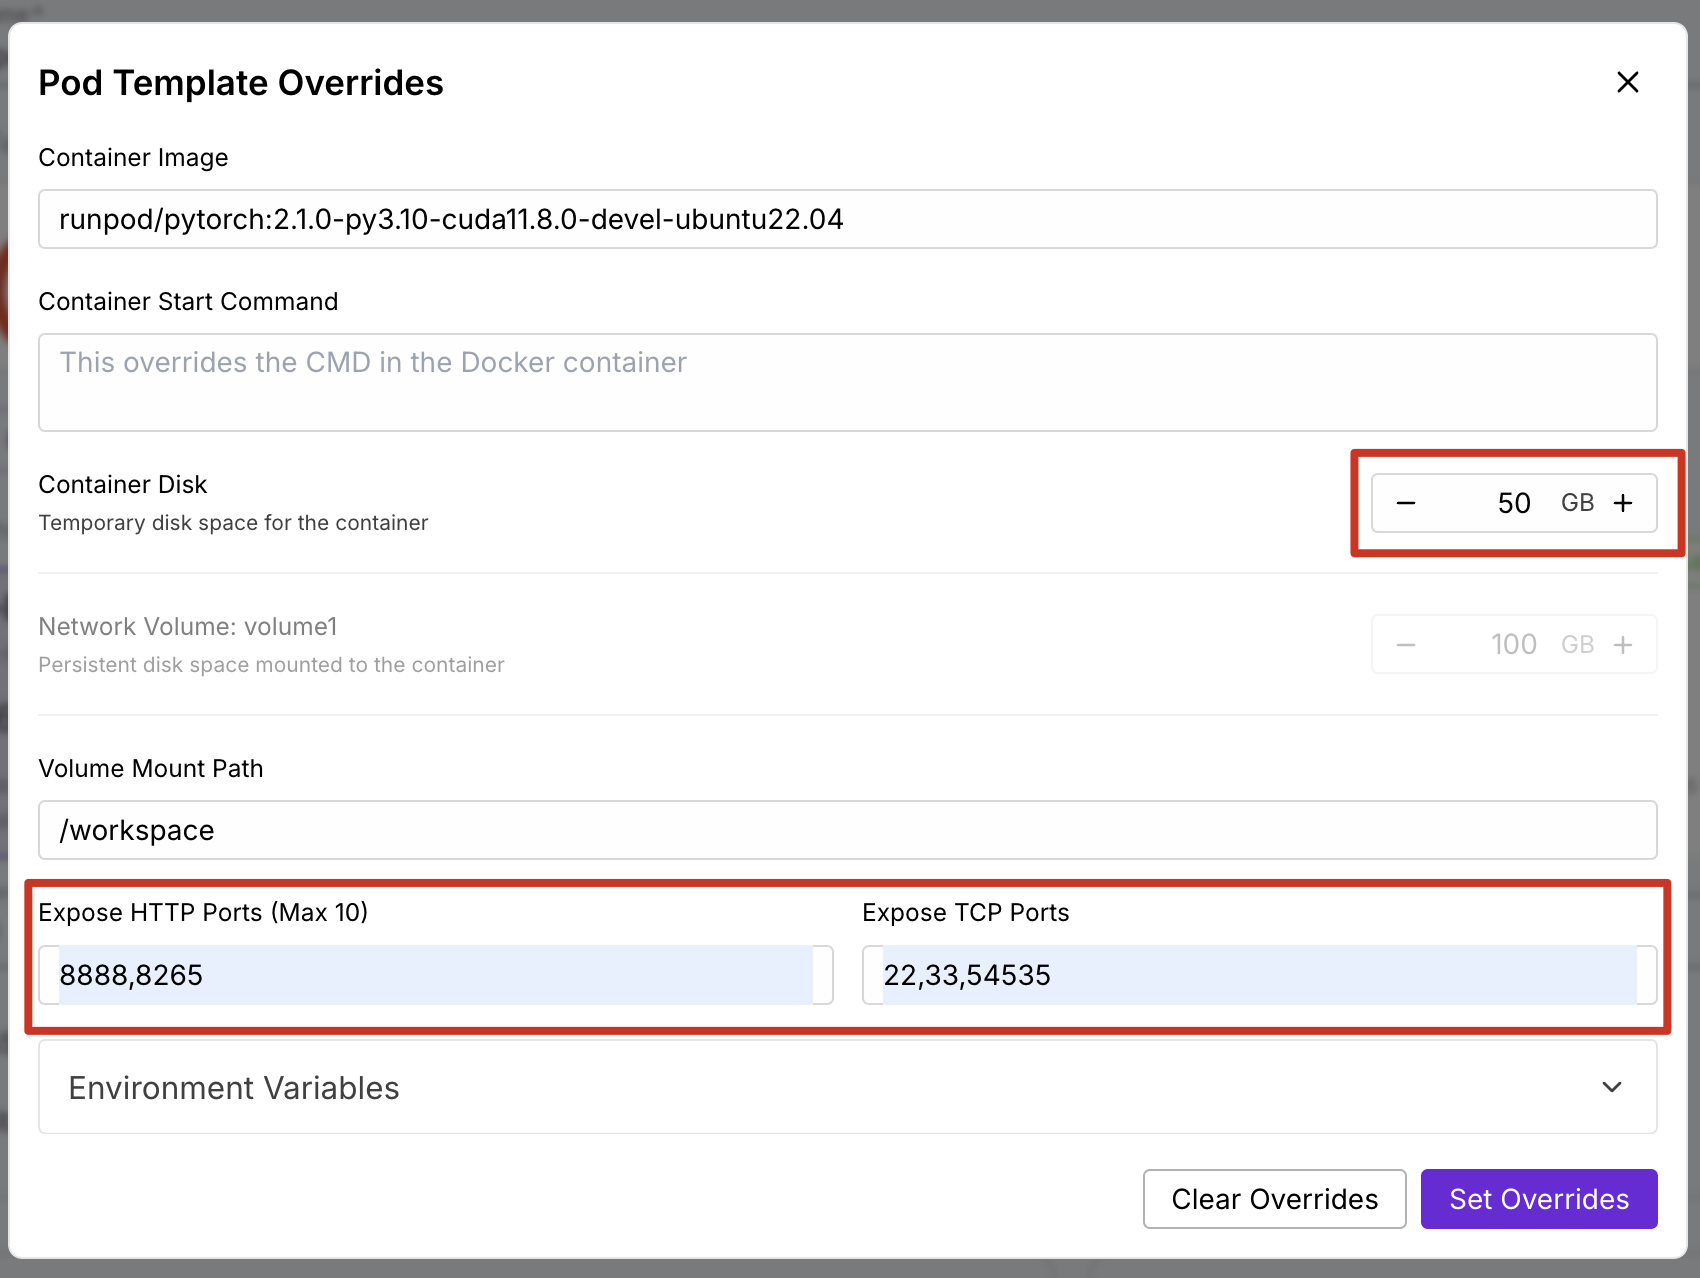 Pod Template Overrides
Container Image
runpod/pytorch:2.1.0-py3.10-cuda11.8.0-devel-ubuntu22.04
Container Start Command
This overrides the CMD in the Docker container
Container Disk
Temporary disk space for the container
50 GB
Network Volume: volume1
Persistent disk space mounted to the container
100 GB
Volume Mount Path
/workspace
Expose HTTP Ports (Max 10)
8888,8265
Expose TCP Ports
22,33,54535
Environment Variables
Clear Overrides
Set Overrides